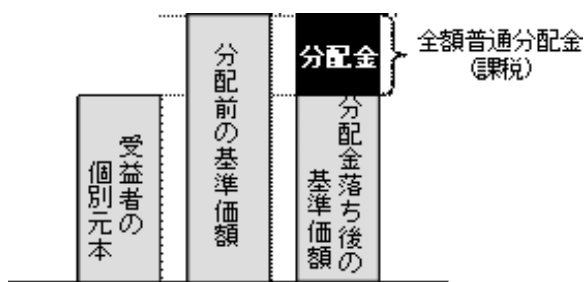 受益者の
個別元本
分配前の基準価額
分配金
分配金落ち後の
基準価額
全額普通分配金
(課税)